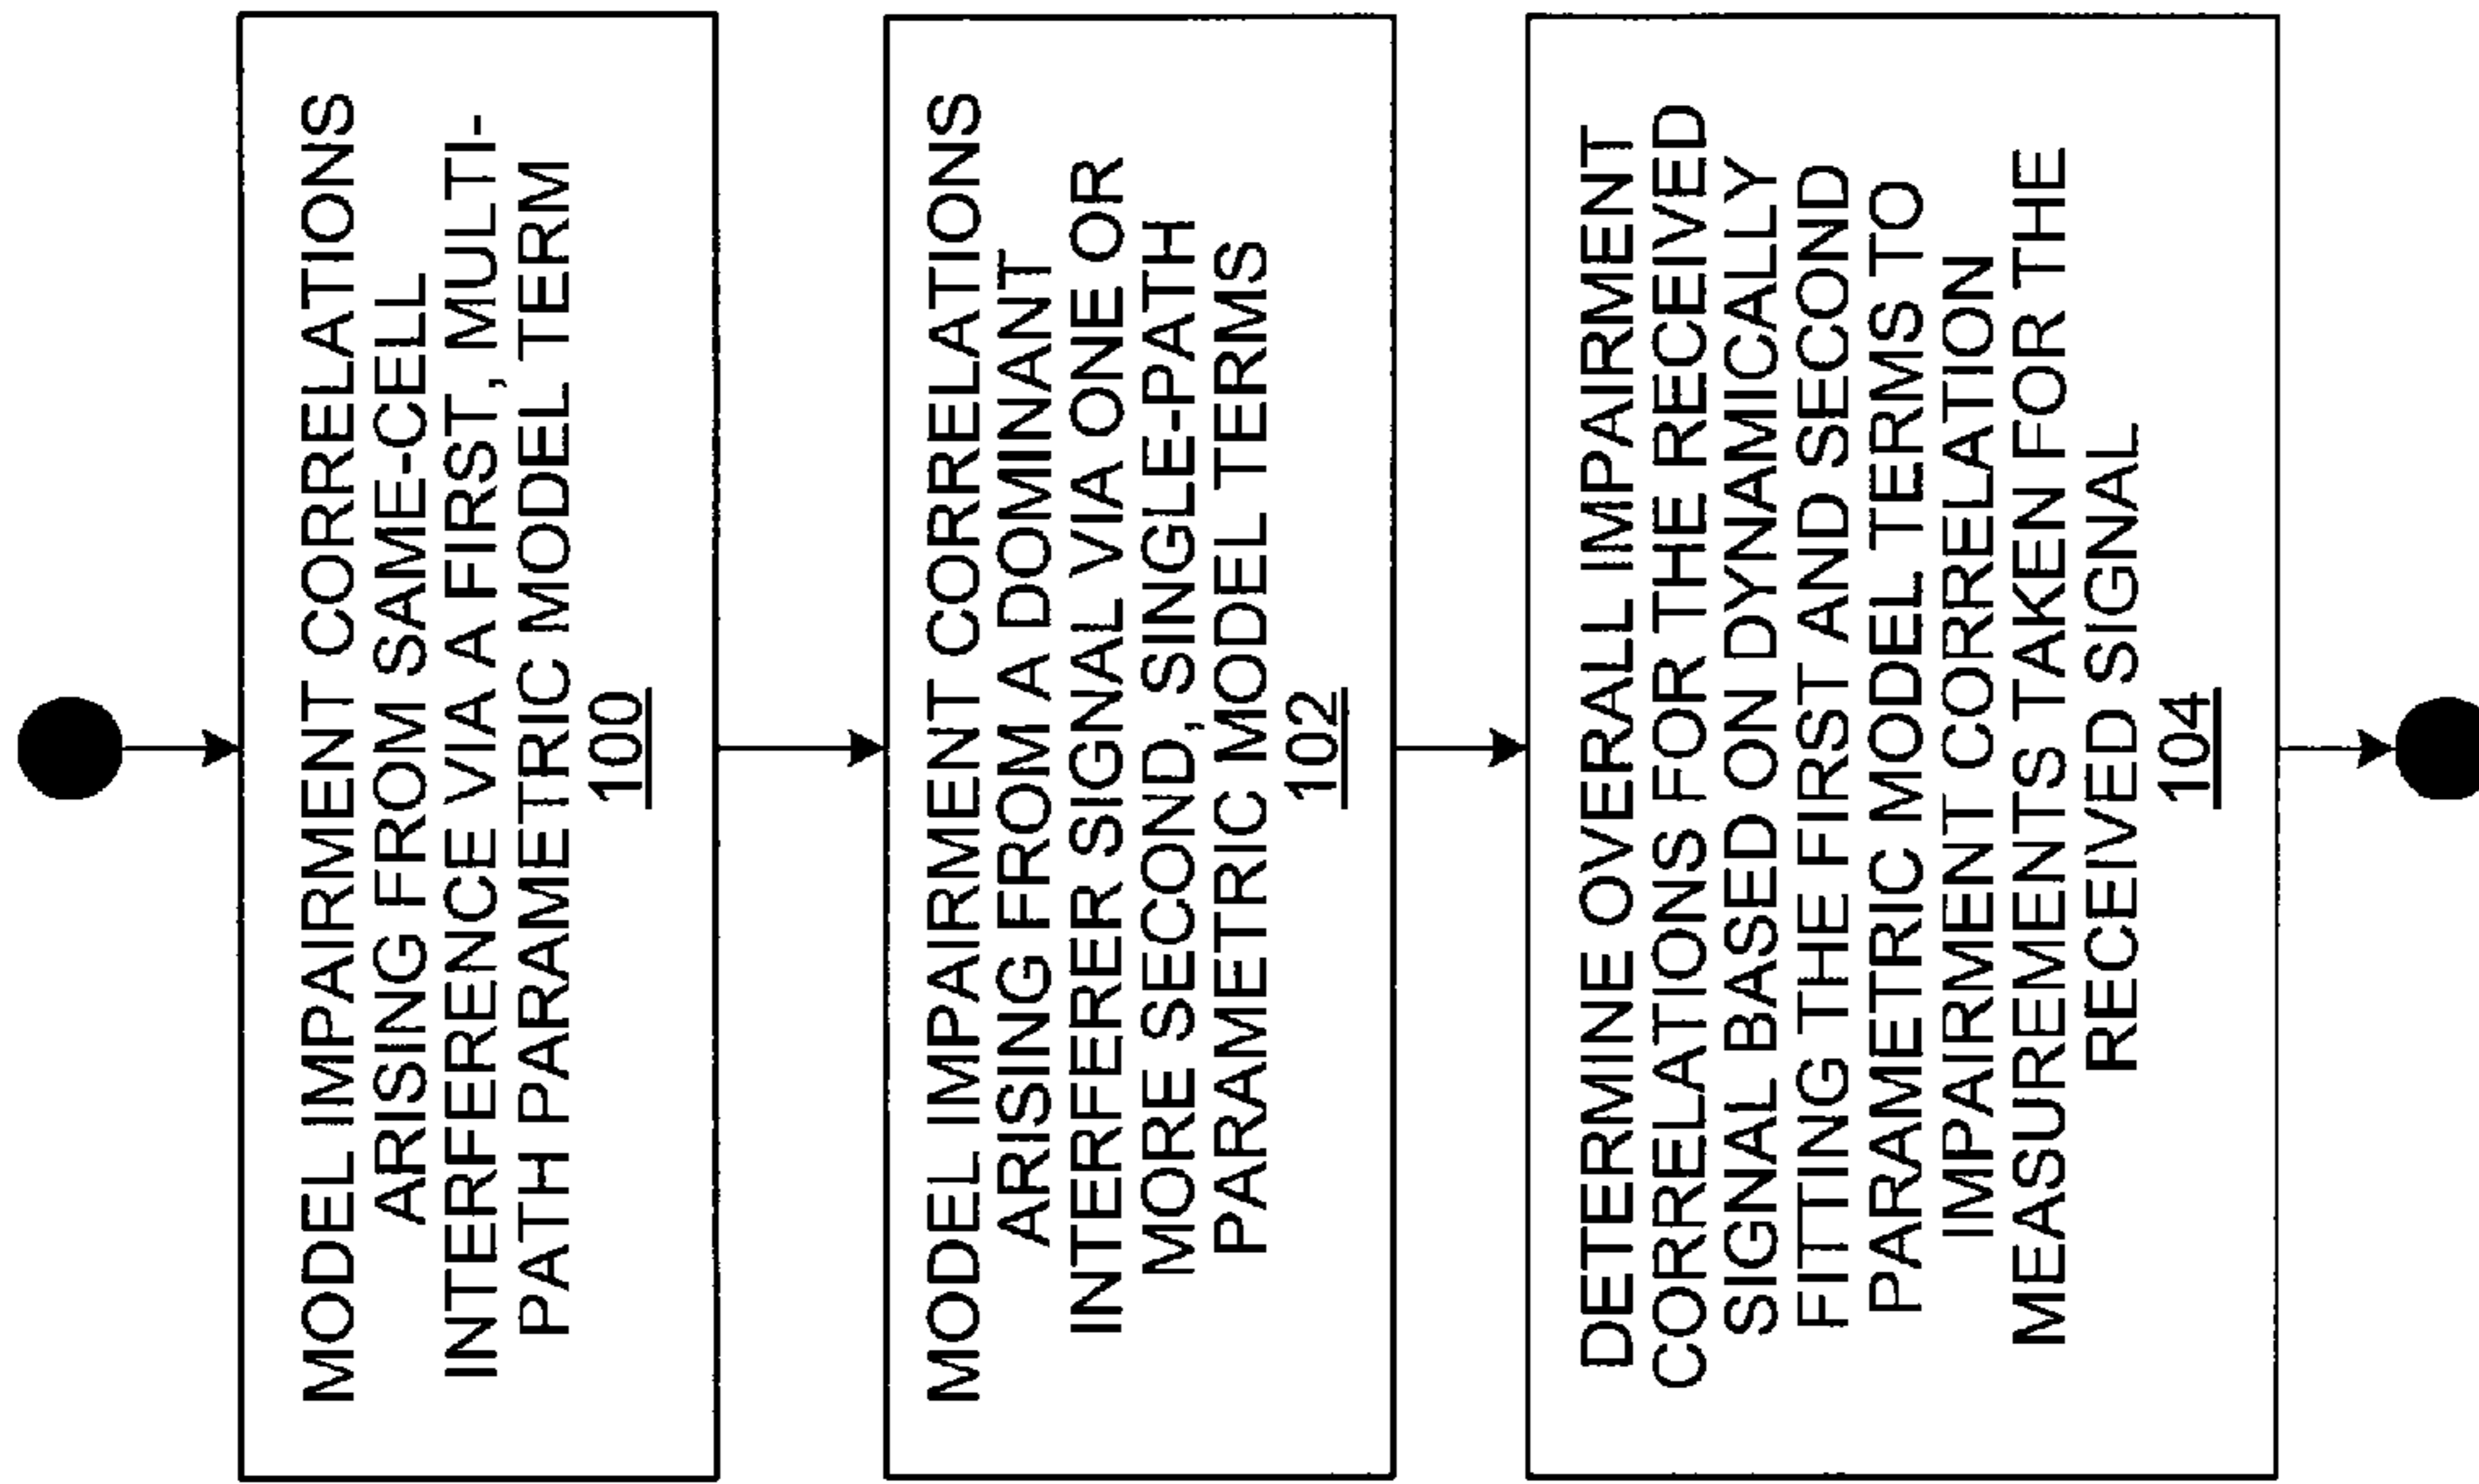 MODEL IMPAIRMENT CORRELATIONS
ARISING FROM SAME-CELL
INTERFERENCE VIA A FIRST, MULTI-
PATH PARAMETRIC MODEL TERM
100
MODEL IMPAIRMENT CORRELATIONS
ARISING FROM A DOMINANT
INTERFERER SIGNAL VIA ONE OR
MORE SECOND, SINGLE-PATH
PARAMETRIC MODEL TERMS
102
DETERMINE OVERALL IMPAIRMENT
CORRELATIONS FOR THE RECEIVED
SIGNAL BASED ON DYNAMICALLY
FITTING THE FIRST AND SECOND
PARAMETRIC MODEL TERMS TO
IMPAIRMENT CORRELATION
MEASUREMENTS TAKEN FOR THE
RECEIVED SIGNAL
104